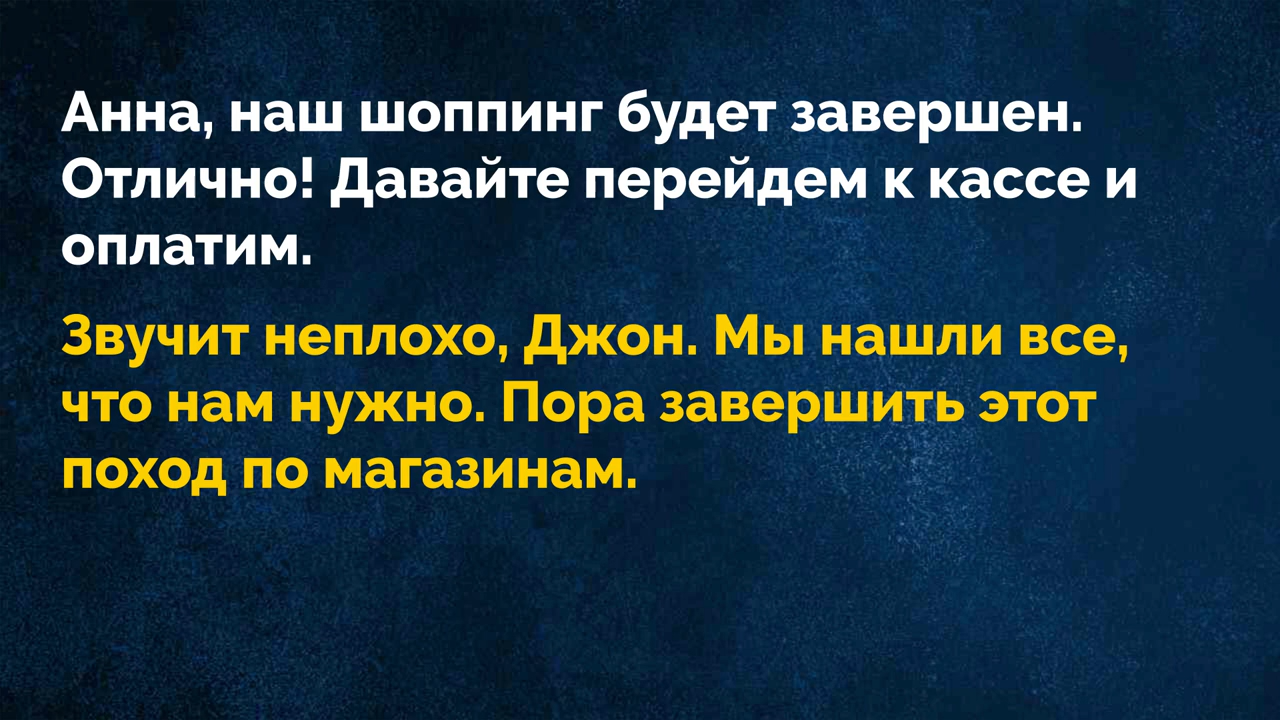 Анна, наш шоппинг будет завершен.
Отлично! Давайте перейдем к кассе и
оплатим.
Звучит неплохо, Джон. Мы нашли все,
что нам нужно. Пора завершить этот
поход по магазинам.